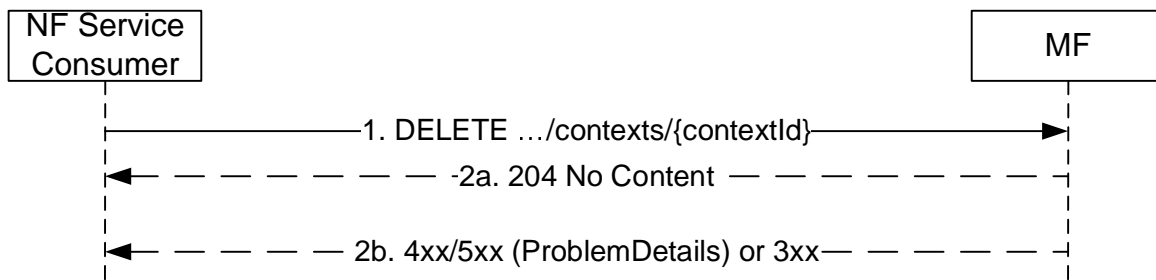 NF Service
Consumer
MF
1. DELETE …/contexts/{contextId}
2a. 204 No Content
2b. 4xx/5xx (ProblemDetails) or 3xx